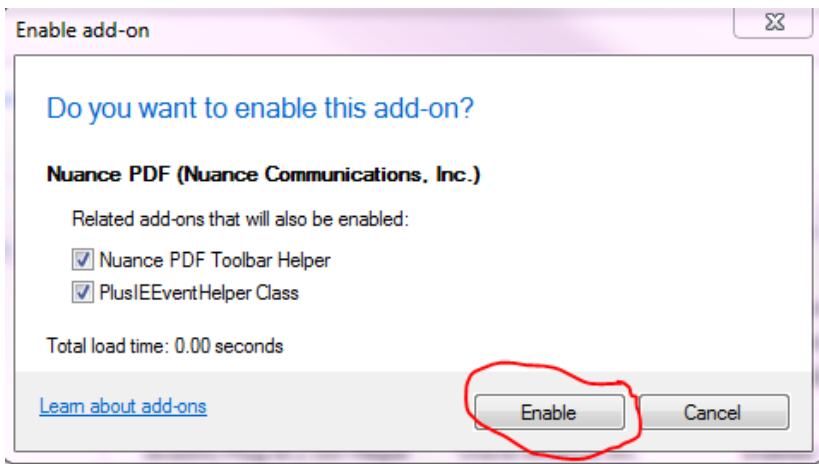 Enable add-on
Do you want to enable this add-on?
Nuance PDF (Nuance Communications, Inc.)
Related add-ons that will also be enabled:
Nuance PDF Toolbar Helper
PlusIEEventHelper Class
Total load time: 0.00 seconds
Learn about add-ons
Enable
Cancel